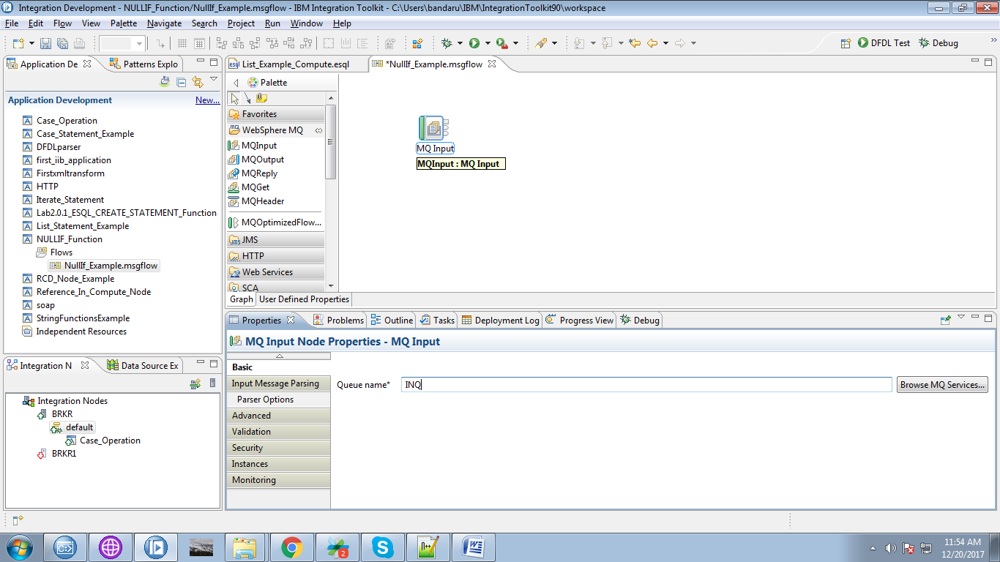 Integration Development - NULLIF_Function/NullIf_Example.msgflow - IBM Integration Toolkit - C:\Users\bandaru\IBM\IntegrationToolkit90\workspace
File Edit Flow View Palette Navigate Search Project Run Window Help
DFDL Test Debug
Application De Patterns Explo
Application Development New...
Case_Operation
Case_Statement_Example
DFDLparser
first_iib_application
Firstxmltransform
HTTP
Iterate_Statement
Lab2.0.1_ESQL_CREATE_STATEMENT_Function
List_Statement_Example
NULLIF_Function
Flows
NullIf_Example.msgflow
RCD_Node_Example
Reference_In_Compute_Node
soap
StringFunctionsExample
Independent Resources
Integration N Data Source Ex
Integration Nodes
BRKR
default
Case_Operation
BRKR1
List_Example_Compute.esql *NullIf_Example.msgflow
Palette
Favorites
WebSphere MQ
MQInput
MQOutput
MQReply
MQGet
MQHeader
MQOptimizedFlow...
JMS
HTTP
Web Services
SCA
MQ Input
MQInput : MQ Input
Graph User Defined Properties
Properties Problems Outline Tasks Deployment Log Progress View Debug
MQ Input Node Properties - MQ Input
Basic
Input Message Parsing
Parser Options
Advanced
Validation
Security
Instances
Monitoring
Queue name* INQ Browse MQ Services...
2
11:54 AM
12/20/2017